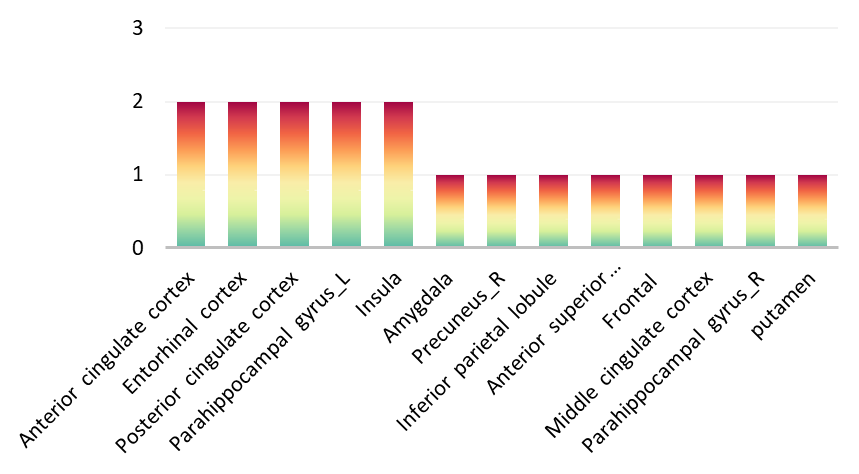 3
2
1
0
Anterior cingulate cortex
Entorhinal cortex
Posterior cingulate cortex
Parahippocampal gyrus_L
Insula
Amygdala
Precuneus_R
Inferior parietal lobule
Anterior superior...
Frontal
Middle cingulate cortex
Parahippocampal gyrus_R
putamen